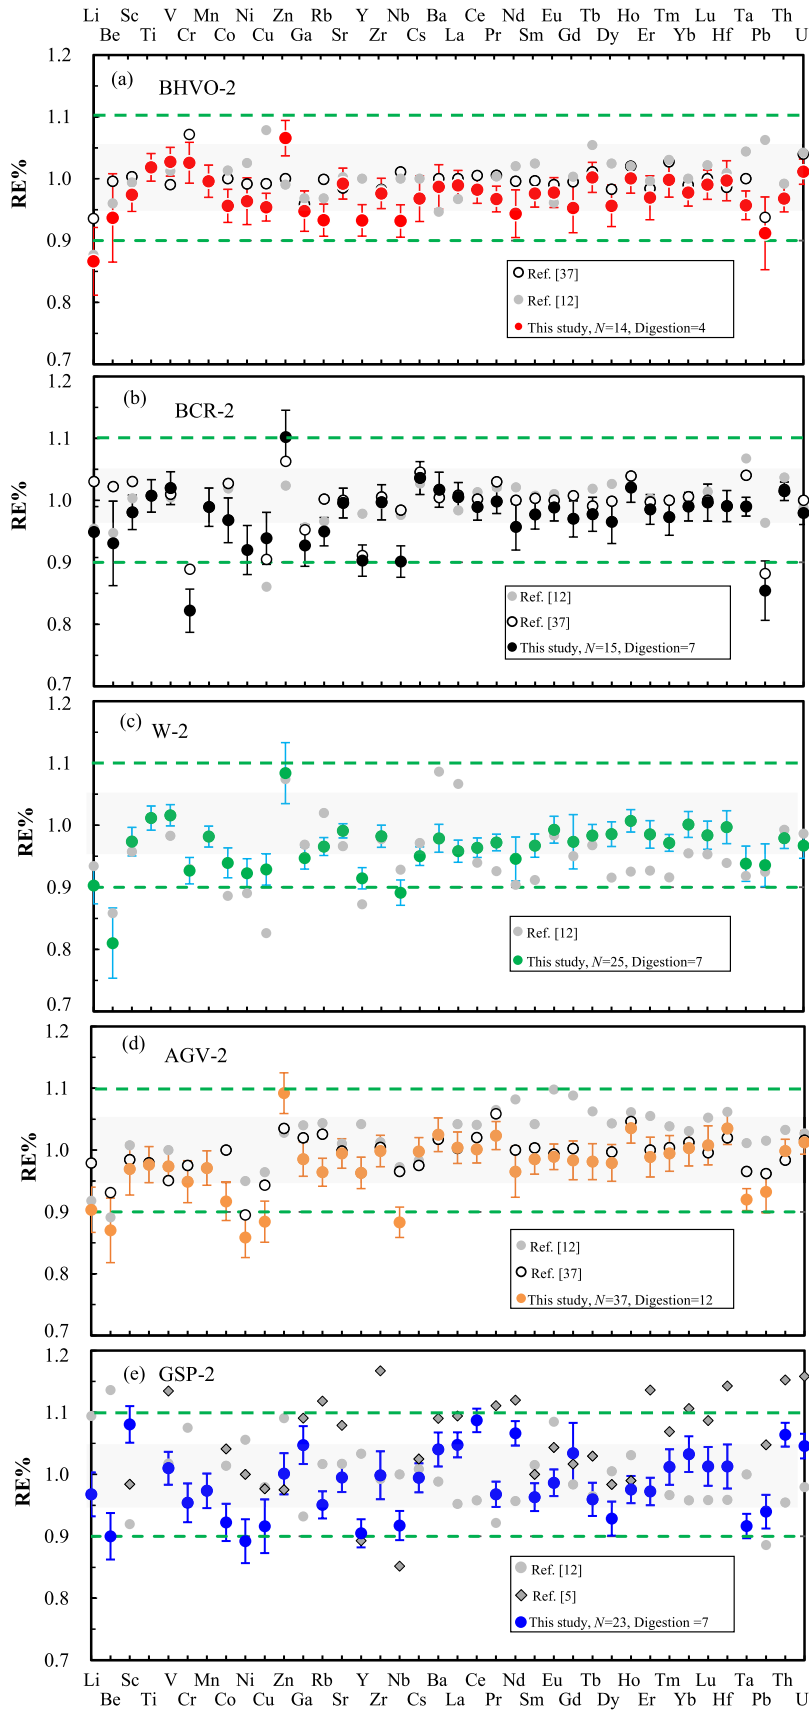 Li Sc V Mn Ni Zn Rb Y Nb Ba Ce Nd Eu Tb Ho Tm Lu Ta Th
Be Ti Cr Co Cu Ga Sr Zr Cs La Pr Sm Gd Dy Er Yb Hf Pb U
1.2
(a)
BHVO-2
1.1
1.0
RE%
0.9
Ref. [37]
Ref. [12]
0.8
This study, N=14, Digestion=4
0.7
1.2
(b)
BCR-2
1.1
1.0
RE%
0.9
Ref. [12]
Ref. [37]
0.8
This study, N=15, Digestion=7
0.7
1.2
(c)
W-2
1.1
1.0
RE%
0.9
Ref. [12]
0.8
This study, N=25, Digestion=7
0.7
1.2
(d)
AGV-2
1.1
1.0
RE%
0.9
Ref. [12]
Ref. [37]
0.8
This study, N=37, Digestion=12
0.7
1.2
(e)
GSP-2
1.1
1.0
RE%
0.9
Ref. [12]
Ref. [5]
0.8
This study, N=23, Digestion =7
0.7
Li Sc V Mn Ni Zn Rb Y Nb Ba Ce Nd Eu Tb Ho Tm Lu Ta Th
Be Ti Cr Co Cu Ga Sr Zr Cs La Pr Sm Gd Dy Er Yb Hf Pb U